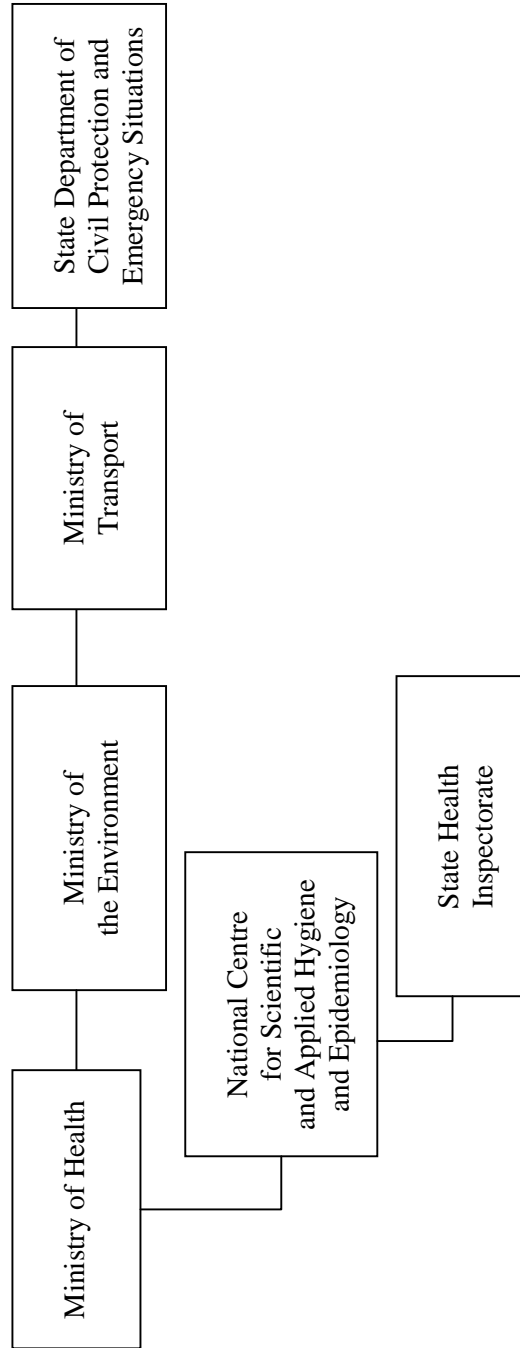 Ministry of Health
Ministry of
the Environment
Ministry of
Transport
State Department of
Civil Protection and
Emergency Situations
National Centre
for Scientific
and Applied Hygiene
and Epidemiology
State Health
Inspectorate